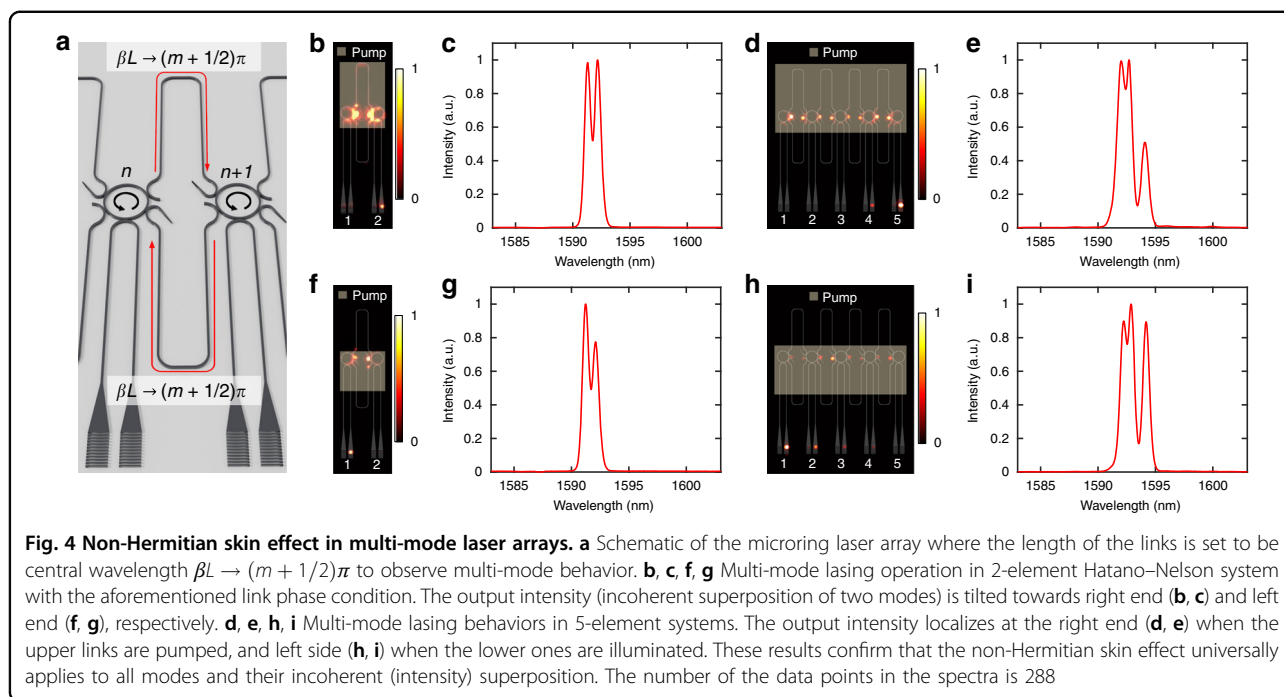 a
βL → (m + 1/2)π
n
n+1
βL → (m + 1/2)π
b
Pump
1
0
1 2
c
Intensity (a.u.)
1
0.8
0.6
0.4
0.2
0
1585 1590 1595 1600
Wavelength (nm)
d
Pump
1
0
1 2 3 4 5
e
Intensity (a.u.)
1
0.8
0.6
0.4
0.2
0
1585 1590 1595 1600
Wavelength (nm)
f
Pump
1
0
1 2
g
Intensity (a.u.)
1
0.8
0.6
0.4
0.2
0
1585 1590 1595 1600
Wavelength (nm)
h
Pump
1
0
1 2 3 4 5
i
Intensity (a.u.)
1
0.8
0.6
0.4
0.2
0
1585 1590 1595 1600
Wavelength (nm)
Fig. 4 Non-Hermitian skin effect in multi-mode laser arrays. a Schematic of the microring laser array where the length of the links is set to be
central wavelength βL → (m + 1/2)π to observe multi-mode behavior. b, c, f, g Multi-mode lasing operation in 2-element Hatano–Nelson system
with the aforementioned link phase condition. The output intensity (incoherent superposition of two modes) is tilted towards right end (b, c) and left
end (f, g), respectively. d, e, h, i Multi-mode lasing behaviors in 5-element systems. The output intensity localizes at the right end (d, e) when the
upper links are pumped, and left side (h, i) when the lower ones are illuminated. These results confirm that the non-Hermitian skin effect universally
applies to all modes and their incoherent (intensity) superposition. The number of the data points in the spectra is 288